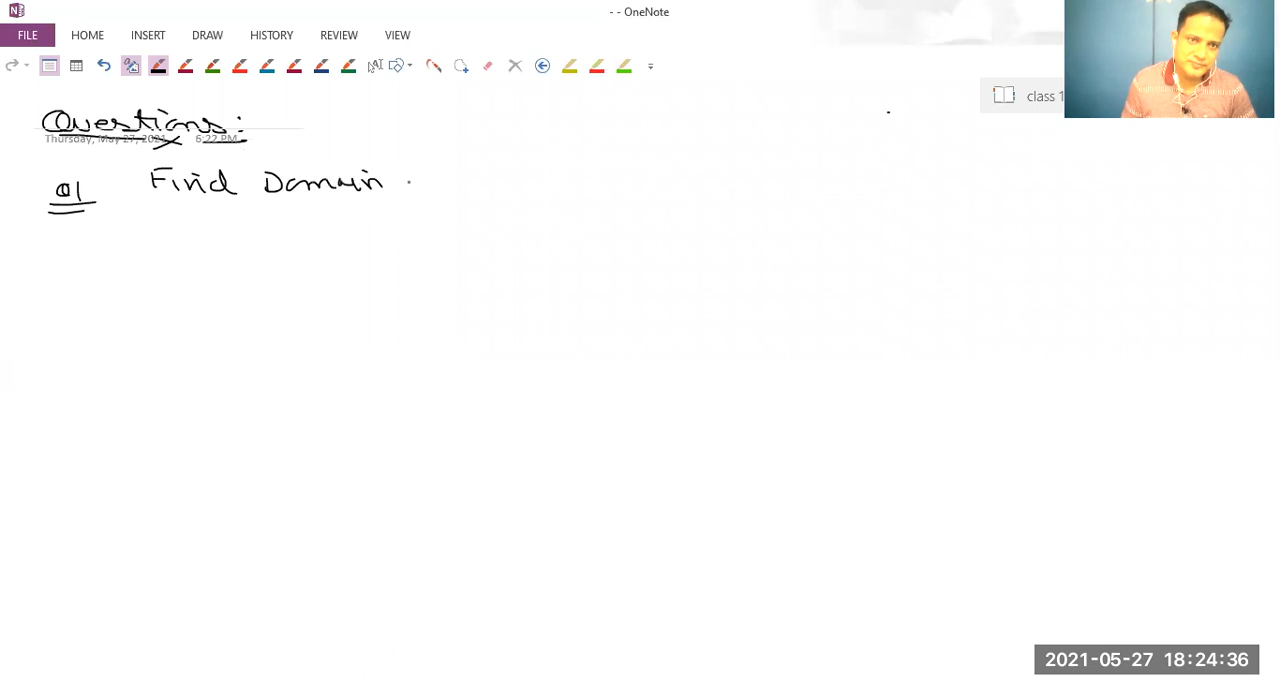 - - OneNote
FILE HOME INSERT DRAW HISTORY REVIEW VIEW
class 1
Questions:
Thursday, May 27, 2021 6:22 PM
Q1 Find Domain
2021-05-27 18:24:36